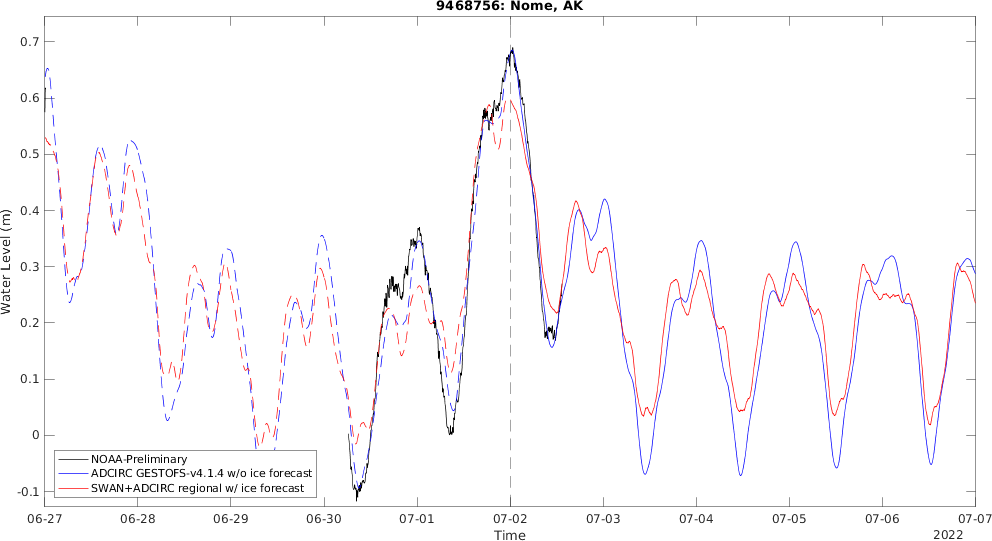 9468756: Nome, AK
Water Level (m)
0.7
0.6
0.5
0.4
0.3
0.2
0.1
0
-0.1
NOAA-Preliminary
ADCIRC GESTOFS-v4.1.4 w/o ice forecast
SWAN+ADCIRC regional w/ ice forecast
06-27 06-28 06-29 06-30 07-01 07-02 07-03 07-04 07-05 07-06 07-07
Time
2022